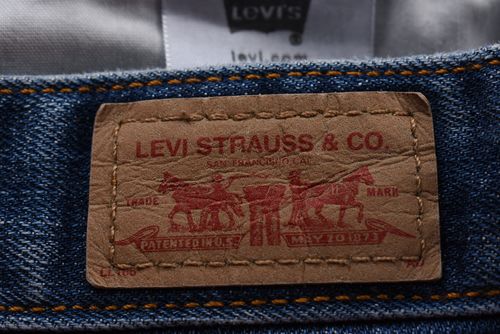 LEVI'S
levi.com
LEVI STRAUSS & CO.
SAN FRANCISCO CAL
TRADE MARK
PATENTED IN U.S.
MAY 20 1873